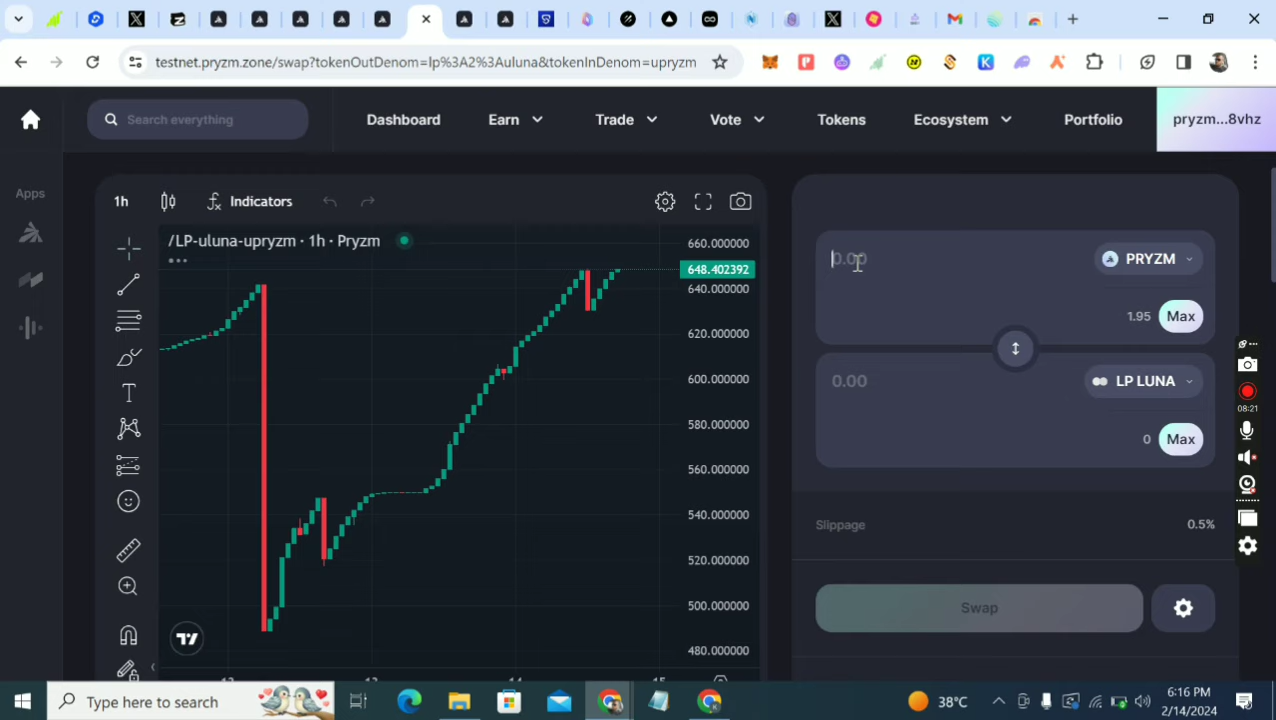 testnet.pryzm.zone/swap?tokenOutDenom=lp%3A2%3Auluna&tokenInDenom=upryzm
Search everything
Dashboard
Earn
Trade
Vote
Tokens
Ecosystem
Portfolio
pryzm...8vhz
Apps
1h
Indicators
/LP-uluna-upryzm · 1h · Pryzm
660.000000
648.402392
640.000000
620.000000
600.000000
580.000000
560.000000
540.000000
520.000000
500.000000
480.000000
0.00
PRYZM
1.95
Max
0.00
LP LUNA
0
Max
Slippage
0.5%
Swap
08:21
Type here to search
38°C
6:16 PM
2/14/2024